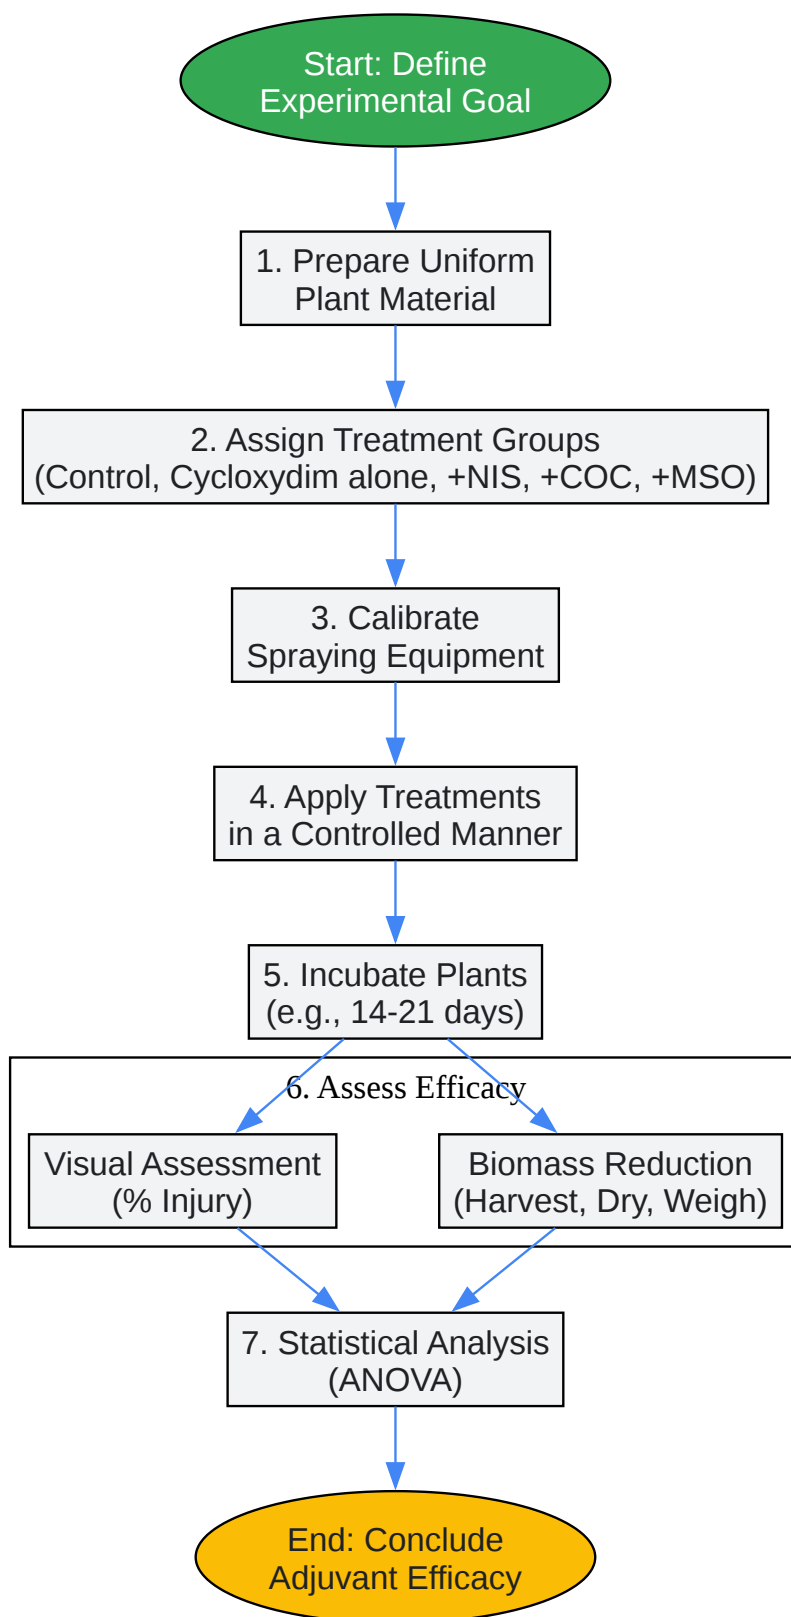 Start: Define
Experimental Goal
1. Prepare Uniform
Plant Material
2. Assign Treatment Groups
(Control, Cycloxydim alone, +NIS, +COC, +MSO)
3. Calibrate
Spraying Equipment
4. Apply Treatments
in a Controlled Manner
5. Incubate Plants
(e.g., 14-21 days)
6. Assess Efficacy
Visual Assessment
(% Injury)
Biomass Reduction
(Harvest, Dry, Weigh)
7. Statistical Analysis
(ANOVA)
End: Conclude
Adjuvant Efficacy